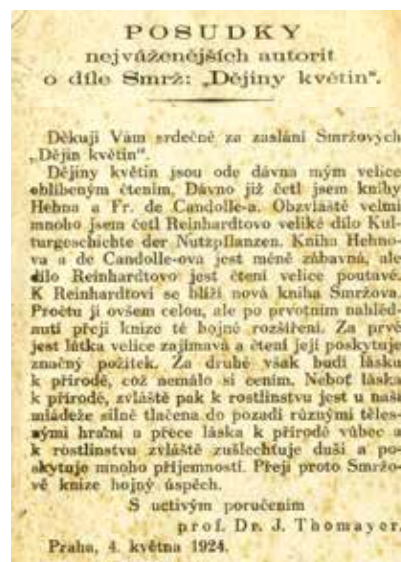 POSUDKY
nejváženějších autorit
o díle Smrž: „Dějiny květin“.
Děkuji Vám srdečně za zaslání Smržových
„Dějin květin“.
Dějiny květin jsou ode dávna mým velice
oblíbeným čtením. Dávno již četl jsem knihy
Hehna a Fr. de Candolle-a. Obzvláště velmi
mnoho jsem četl Reinhardtovo veliké dílo Kul-
turgeschichte der Nutzpflanzen. Kniha Hehno-
va a de Candolle-ova jest méně zábavná, ale
dílo Reinhardtovo jest čtení velice poutavé.
K Reinhardtovi se blíží nová kniha Smržova.
Pročtu ji ovšem celou, ale po prvotním nahléd-
nutí přeji knize té hojné rozšíření. Za prvé
jest látka velice zajímavá a čtení její poskytuje
značný požitek. Za druhé však budí lásku
k přírodě, což nemálo si cením. Neboť láska
k přírodě, zvláště pak k rostlinstvu jest u naší
mládeže silně tlačena do pozadí různými těles-
nými hrami a přece láska k přírodě vůbec a
k rostlinstvu zvláště zušlechťuje duši a po-
skytuje mnoho příjemností. Přeji proto Smržo-
vě knize hojný úspěch.
S uctivým poručením
prof. Dr. J. Thomayer.
Praha, 4. května 1924.